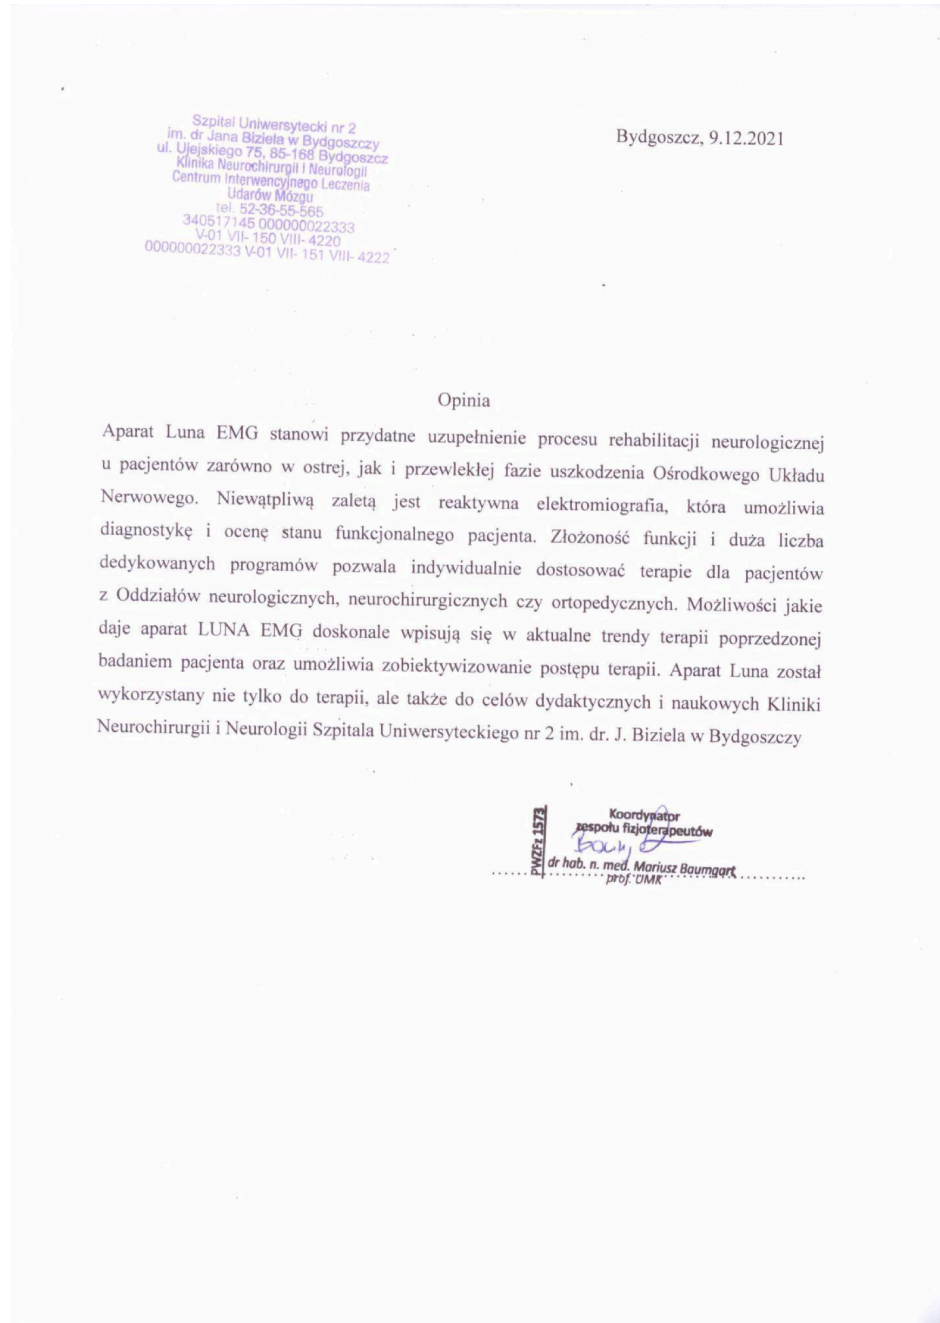 Szpital Uniwersytecki nr 2
im. dr Jana Biziela w Bydgoszczy
ul. Ujejskiego 75, 85-168 Bydgoszcz
Klinika Neurochirurgii i Neurologii
Centrum Interwencyjnego Leczenia
Udarów Mózgu
tel. 52-36-55-565
340517145 000000022333
V-01 VII- 150 VIII- 4220
000000022333 V-01 VII- 151 VIII- 4222
Bydgoszcz, 9.12.2021
Opinia
Aparat Luna EMG stanowi przydatne uzupełnienie procesu rehabilitacji neurologicznej
u pacjentów zarówno w ostrej, jak i przewlekłej fazie uszkodzenia Ośrodkowego Układu
Nerwowego. Niewątpliwą zaletą jest reaktywna elektromiografia, która umożliwia
diagnostykę i ocenę stanu funkcjonalnego pacjenta. Złożoność funkcji i duża liczba
dedykowanych programów pozwala indywidualnie dostosować terapie dla pacjentów
z Oddziałów neurologicznych, neurochirurgicznych czy ortopedycznych. Możliwości jakie
daje aparat LUNA EMG doskonale wpisują się w aktualne trendy terapii poprzedzonej
badaniem pacjenta oraz umożliwia zobiektywizowanie postępu terapii. Aparat Luna został
wykorzystany nie tylko do terapii, ale także do celów dydaktycznych i naukowych Kliniki
Neurochirurgii i Neurologii Szpitala Uniwersyteckiego nr 2 im. dr. J. Biziela w Bydgoszczy
PWZFz 1573
Koordynator
zespołu fizjoterapeutów
dr hab. n. med. Mariusz Baumgart
prof. UMK